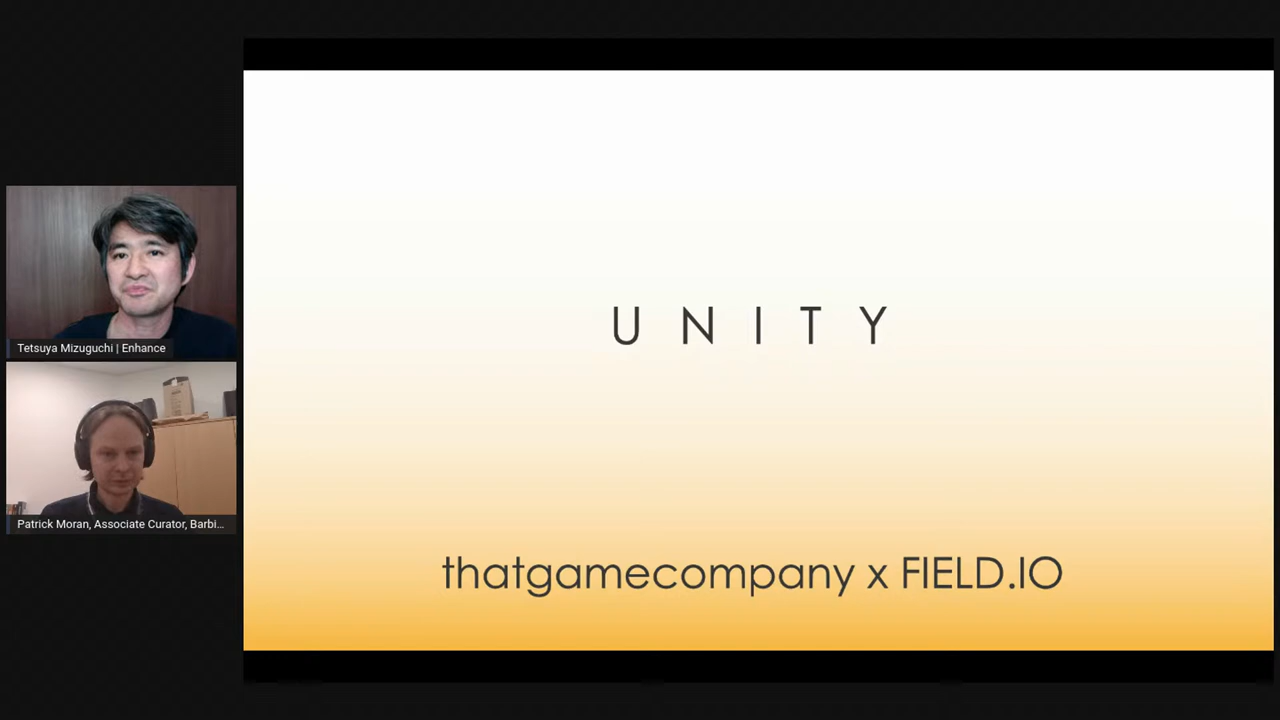 Tetsuya Mizuguchi | Enhance
Patrick Moran, Associate Curator, Barbi...
U N I T Y
thatgamecompany x FIELD.IO